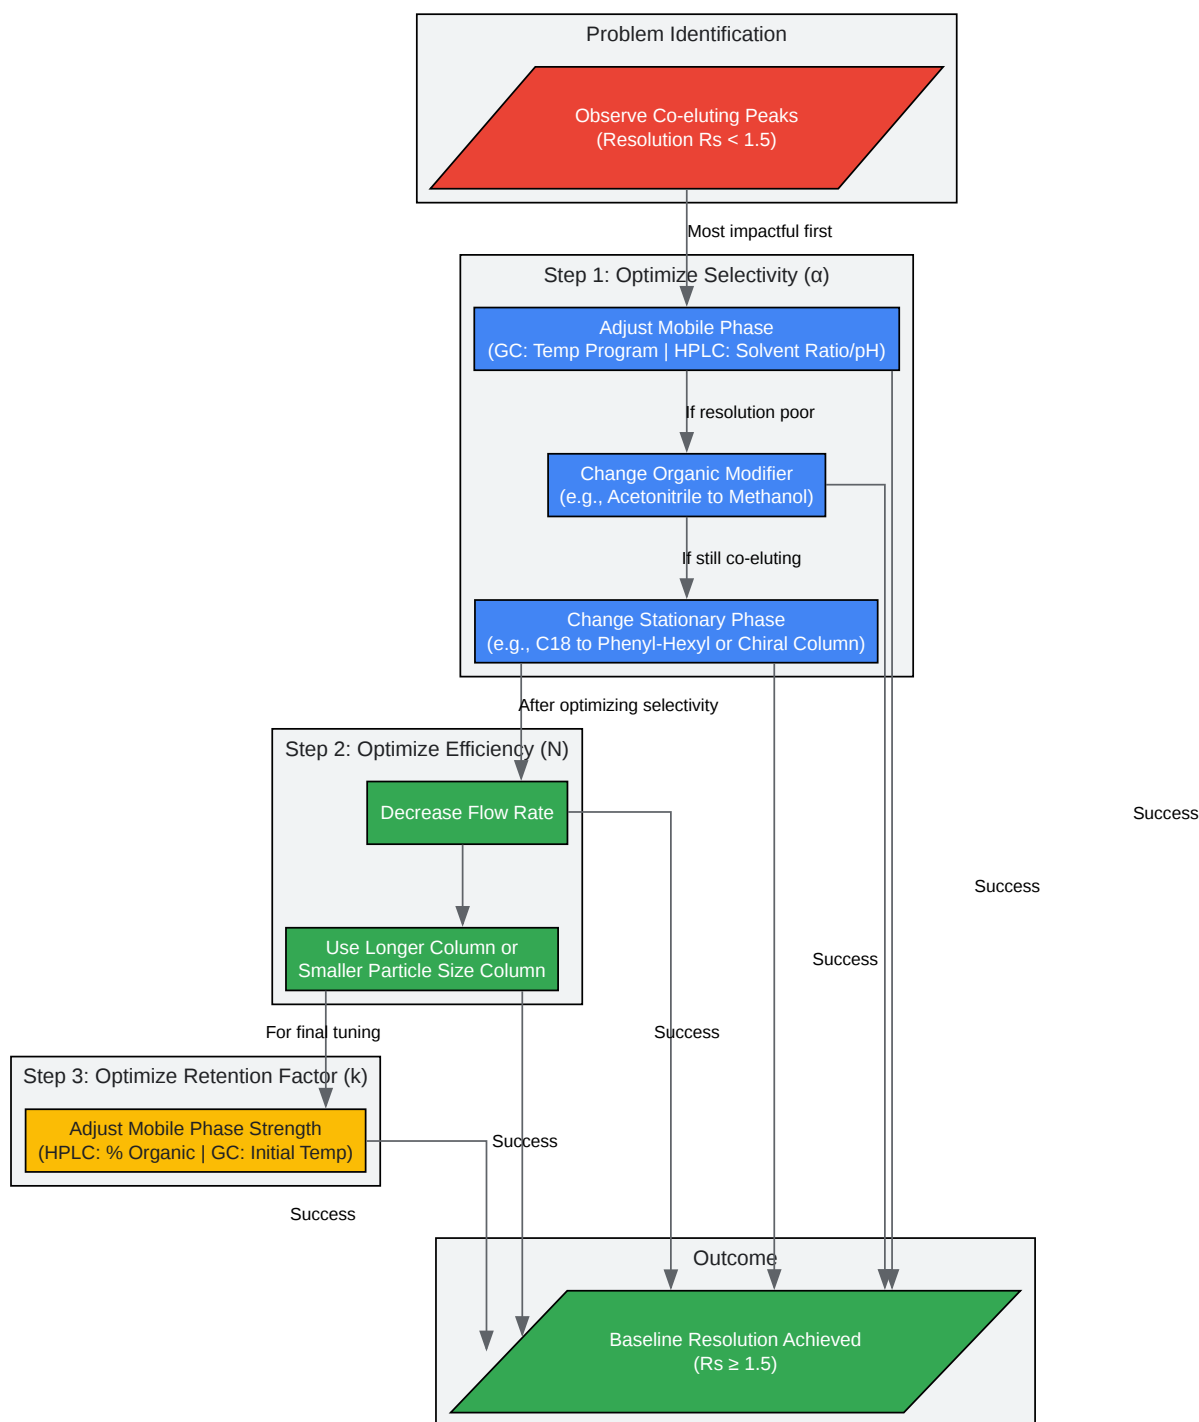 Problem Identification
Observe Co-eluting Peaks
(Resolution Rs < 1.5)
Most impactful first
Step 1: Optimize Selectivity (α)
Adjust Mobile Phase
(GC: Temp Program | HPLC: Solvent Ratio/pH)
If resolution poor
Change Organic Modifier
(e.g., Acetonitrile to Methanol)
If still co-eluting
Change Stationary Phase
(e.g., C18 to Phenyl-Hexyl or Chiral Column)
After optimizing selectivity
Step 2: Optimize Efficiency (N)
Decrease Flow Rate
Success
Success
Use Longer Column or
Smaller Particle Size Column
Success
For final tuning
Success
Step 3: Optimize Retention Factor (k)
Adjust Mobile Phase Strength
(HPLC: % Organic | GC: Initial Temp)
Success
Success
Outcome
Baseline Resolution Achieved
(Rs ≥ 1.5)